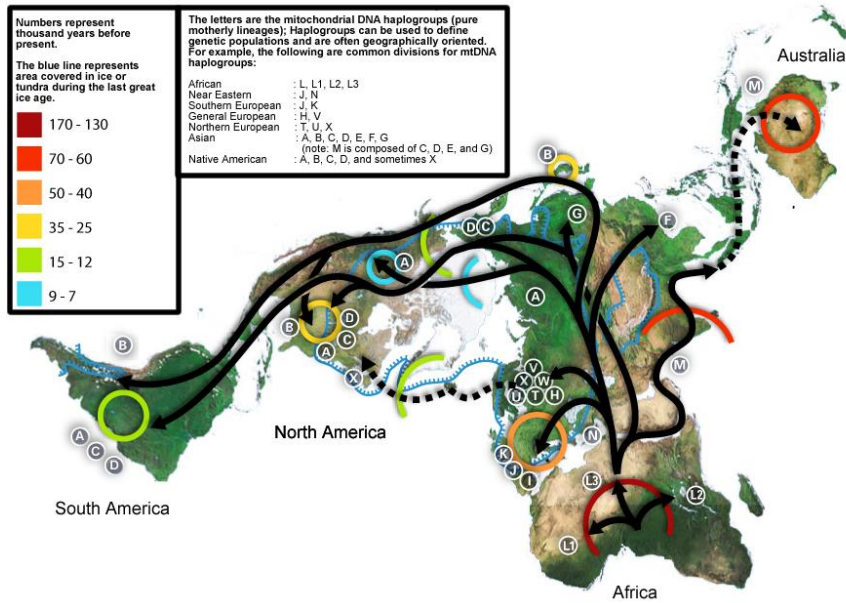 Numbers represent
thousand years before
present.
The blue line represents
area covered in ice or
tundra during the last great
ice age.
170 - 130
70 - 60
50 - 40
35 - 25
15 - 12
9 - 7
The letters are the mitochondrial DNA haplogroups (pure
motherly lineages); Haplogroups can be used to define
genetic populations and are often geographically oriented.
For example, the following are common divisions for mtDNA
haplogroups:
African : L, L1, L2, L3
Near Eastern : J, N
Southern European : J, K
General European : H, V
Northern European : T, U, X
Asian : A, B, C, D, E, F, G
(note: M is composed of C, D, E, and G)
Native American : A, B, C, D, and sometimes X
Australia
M
B
G
F
D C
A
A
B
D
C
A
X
B
A
C
D
V
X W
U T H
M
N
K
J
I
L3
L2
L1
North America
South America
Africa